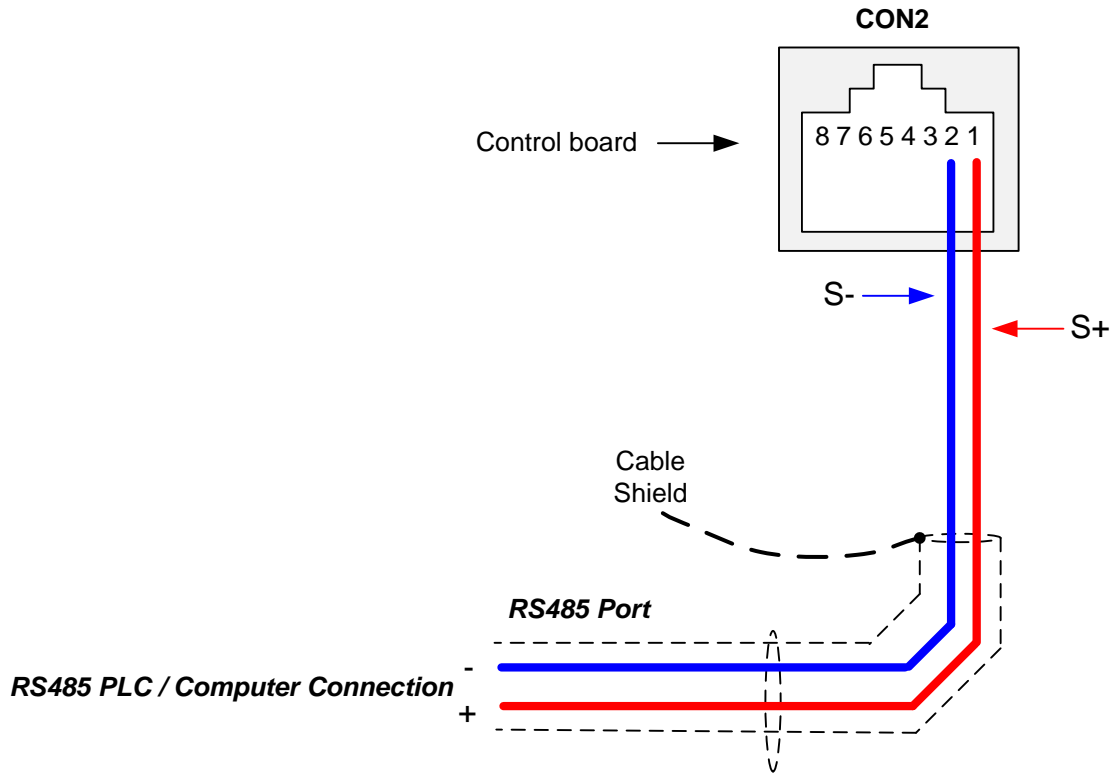 CON2
Control board
8 7 6 5 4 3 2 1
S-
S+
Cable
Shield
RS485 Port
-
RS485 PLC / Computer Connection
+